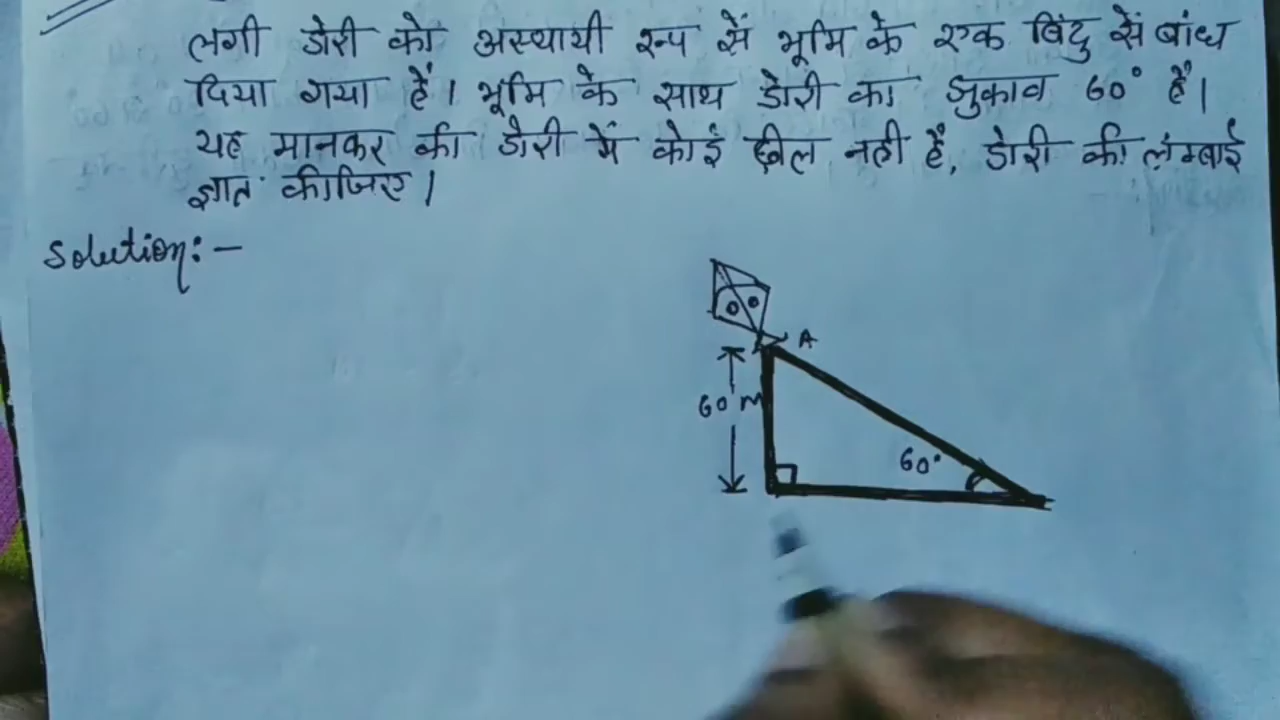 लगी डोरी को अस्थायी रूप सें भूमि के एक बिंदु सें बांध
दिया गया हैं। भूमि के साथ डोरी का झुकाव 60° हैं।
यह मानकर की डोरी में कोई ढ़ील नही हैं, डोरी की लंम्बाई
ज्ञात कीजिए।
Solution:-
A
60 m
60°